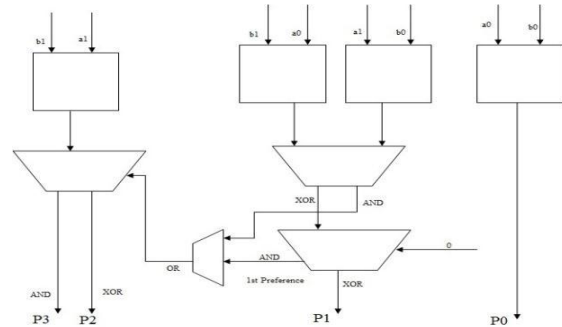 b1 a1 b1 a0 a1 b0 a0 b0
XOR AND
0
OR AND
1st Preference
AND XOR XOR
P3 P2 P1 P0